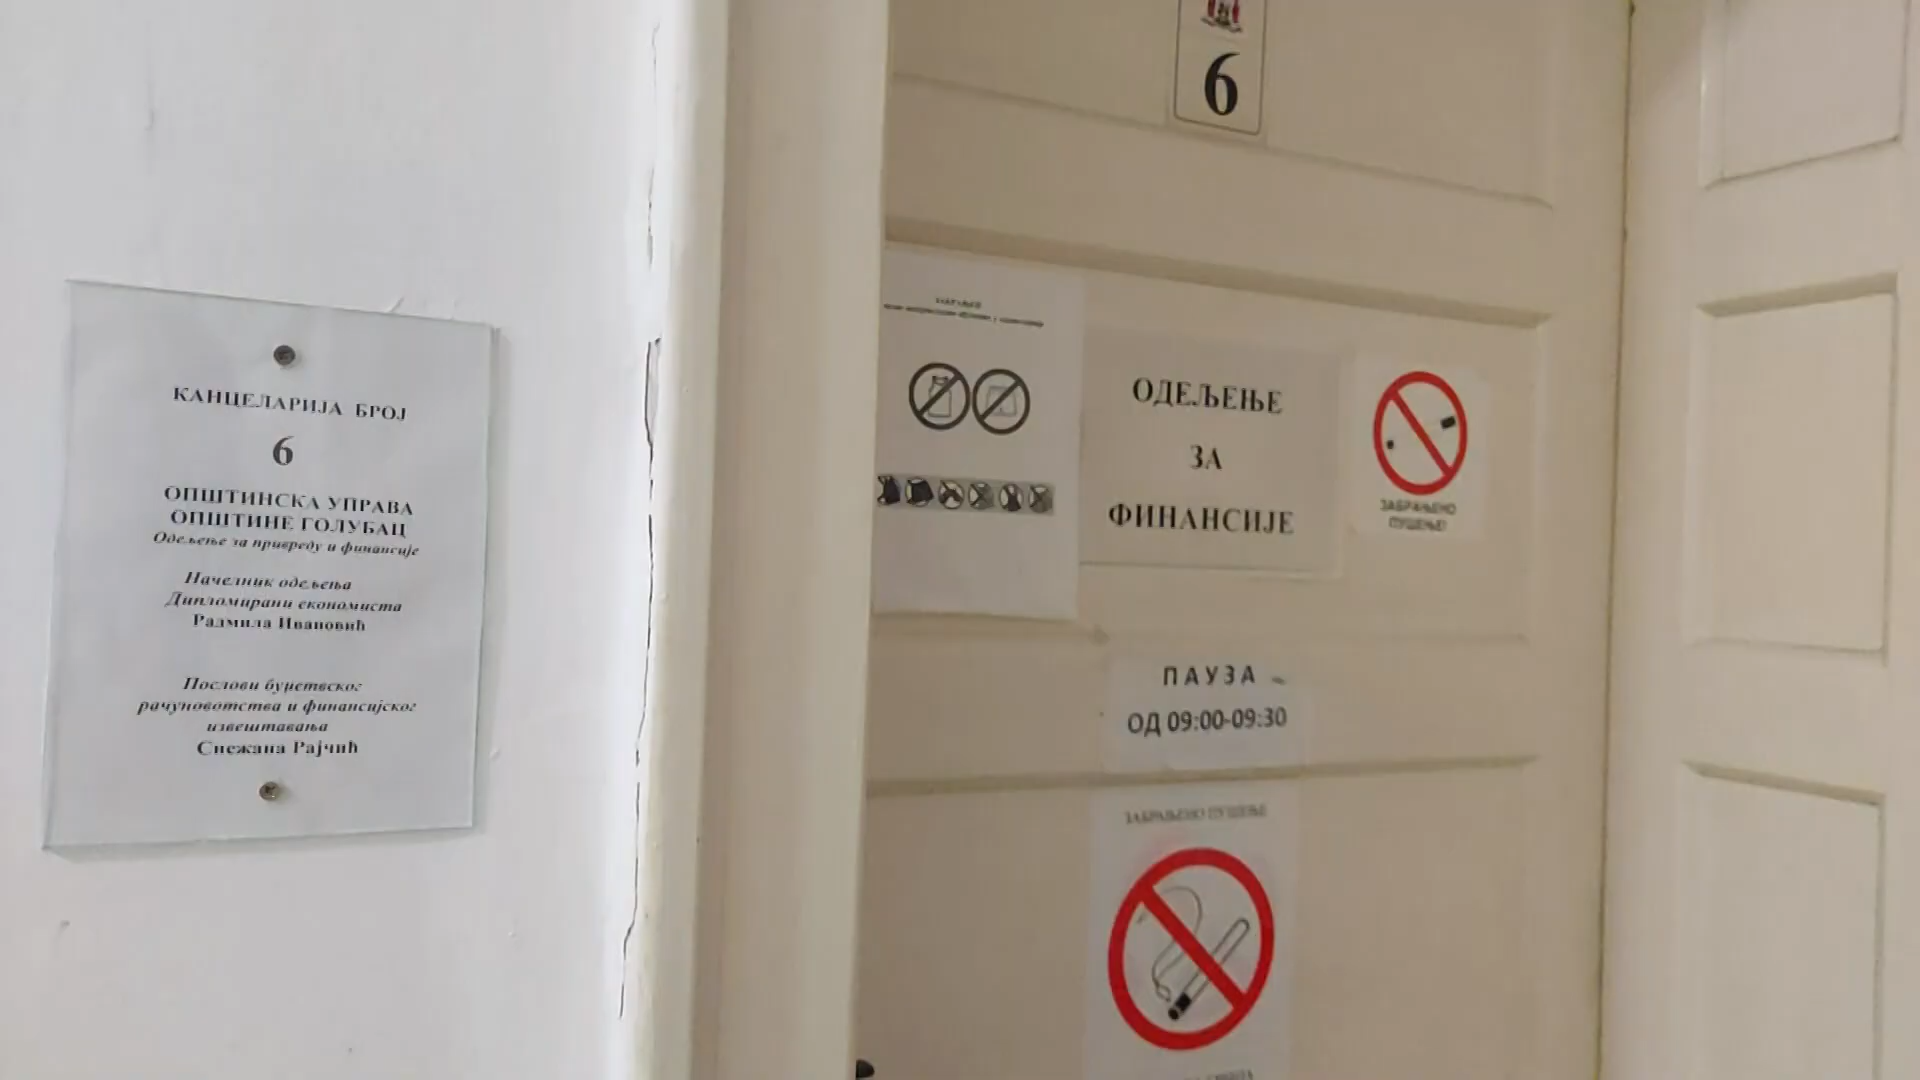 КАНЦЕЛАРИЈА БРОЈ
6
ОПШТИНСКА УПРАВА
ОПШТИНЕ ГОЛУБАЦ
Одељење за привреду и финансије
Начелник одељења
Дипломирани економиста
Радмила Ивановић
Послови буџетског
рачуноводства и финансијског
извештавања
Снежана Рајчић
6
ОДЕЉЕЊЕ
ЗА
ФИНАНСИЈЕ
ЗАБРАЊЕНО
ПУШЕЊЕ!
ПАУЗА
ОД 09:00-09:30
ЗАБРАЊЕНО ПУШЕЊЕ